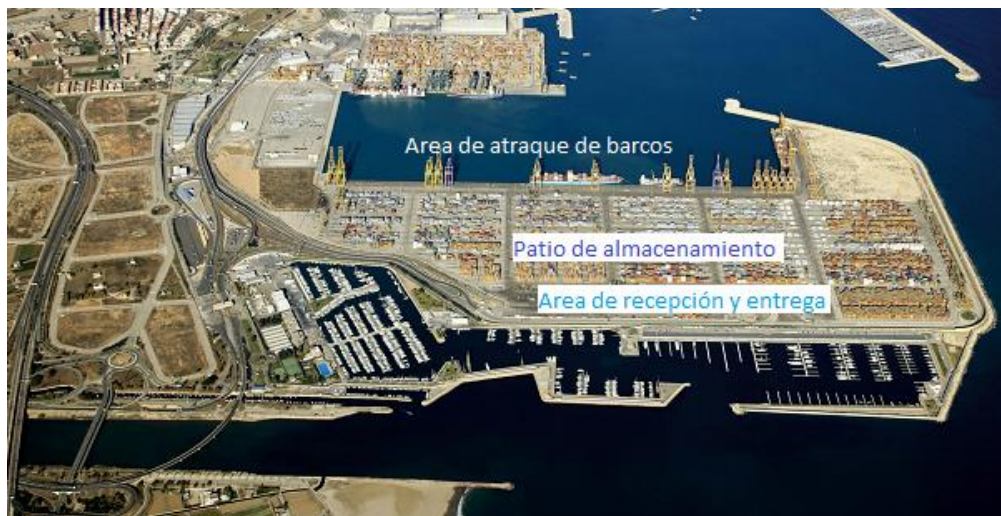 Area de atraque de barcos
Patio de almacenamiento
Area de recepción y entrega